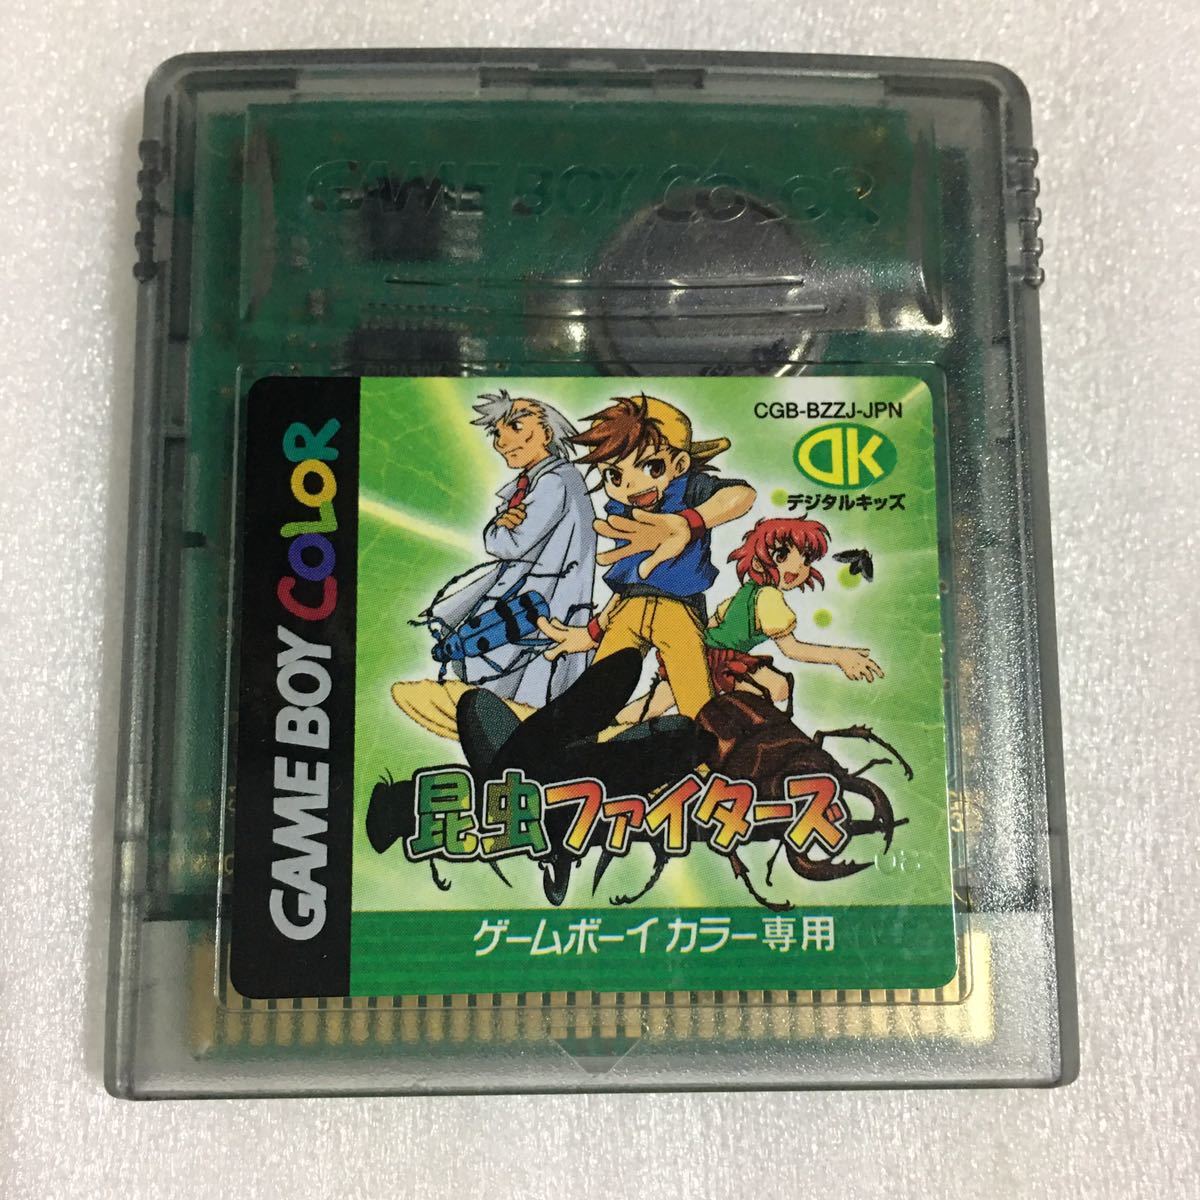 GAME BOY COLOR
GAME BOY COLOR
CGB-BZZJ-JPN
DK
デジタルキッズ
昆虫ファイターズ
08
ゲームボーイカラー専用